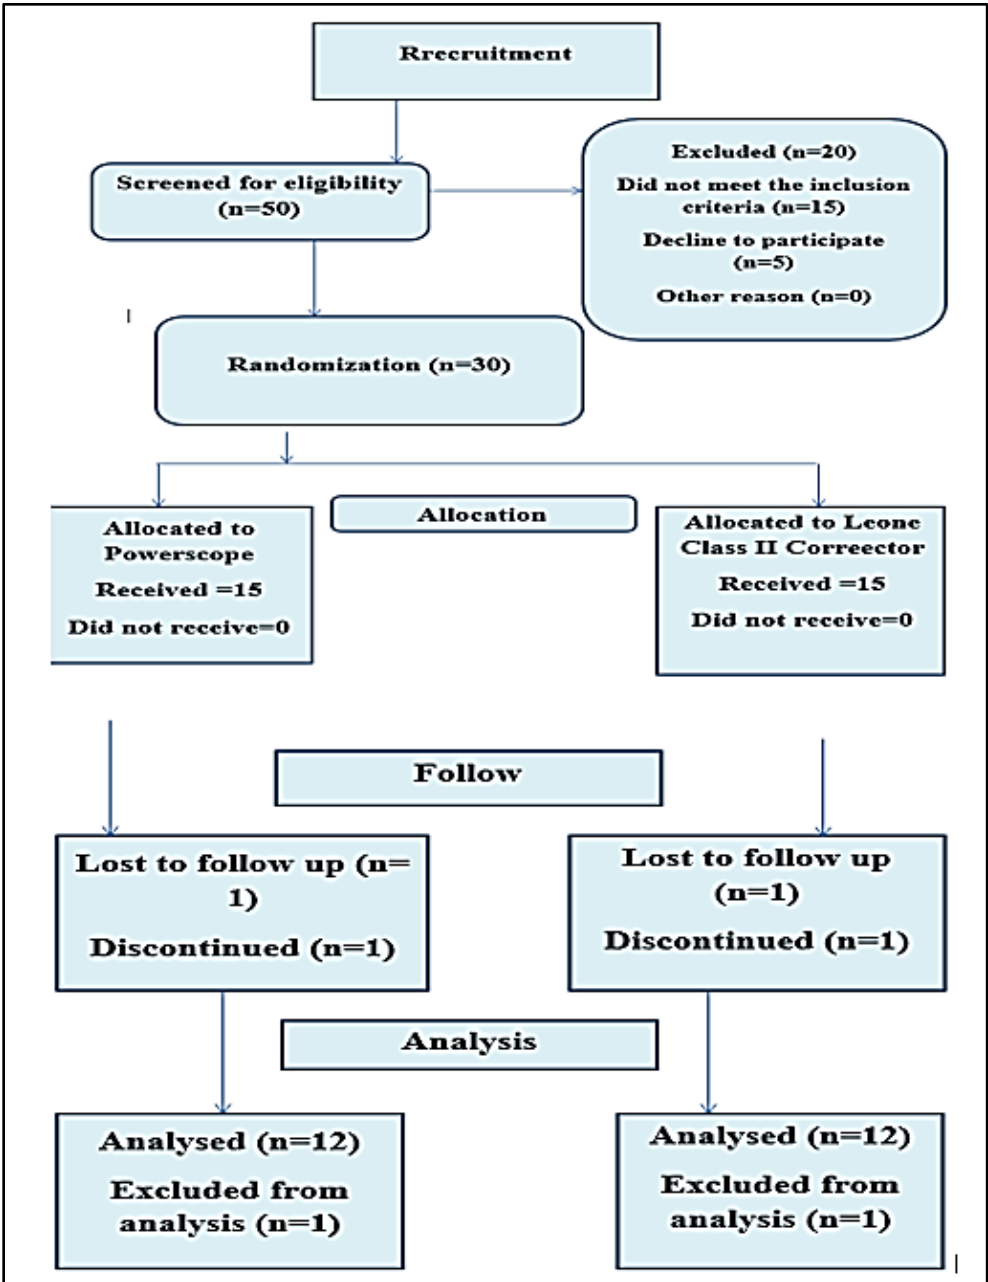 Rrecruitment
Screened for eligibility
(n=50)
Excluded (n=20)
Did not meet the inclusion
criteria (n=15)
Decline to participate
(n=5)
Other reason (n=0)
Randomization (n=30)
Allocation
Allocated to
Powerscope
Received =15
Did not receive=0
Allocated to Leone
Class II Correector
Received =15
Did not receive=0
Follow
Lost to follow up (n=
1)
Discontinued (n=1)
Lost to follow up
(n=1)
Discontinued (n=1)
Analysis
Analysed (n=12)
Excluded from
analysis (n=1)
Analysed (n=12)
Excluded from
analysis (n=1)